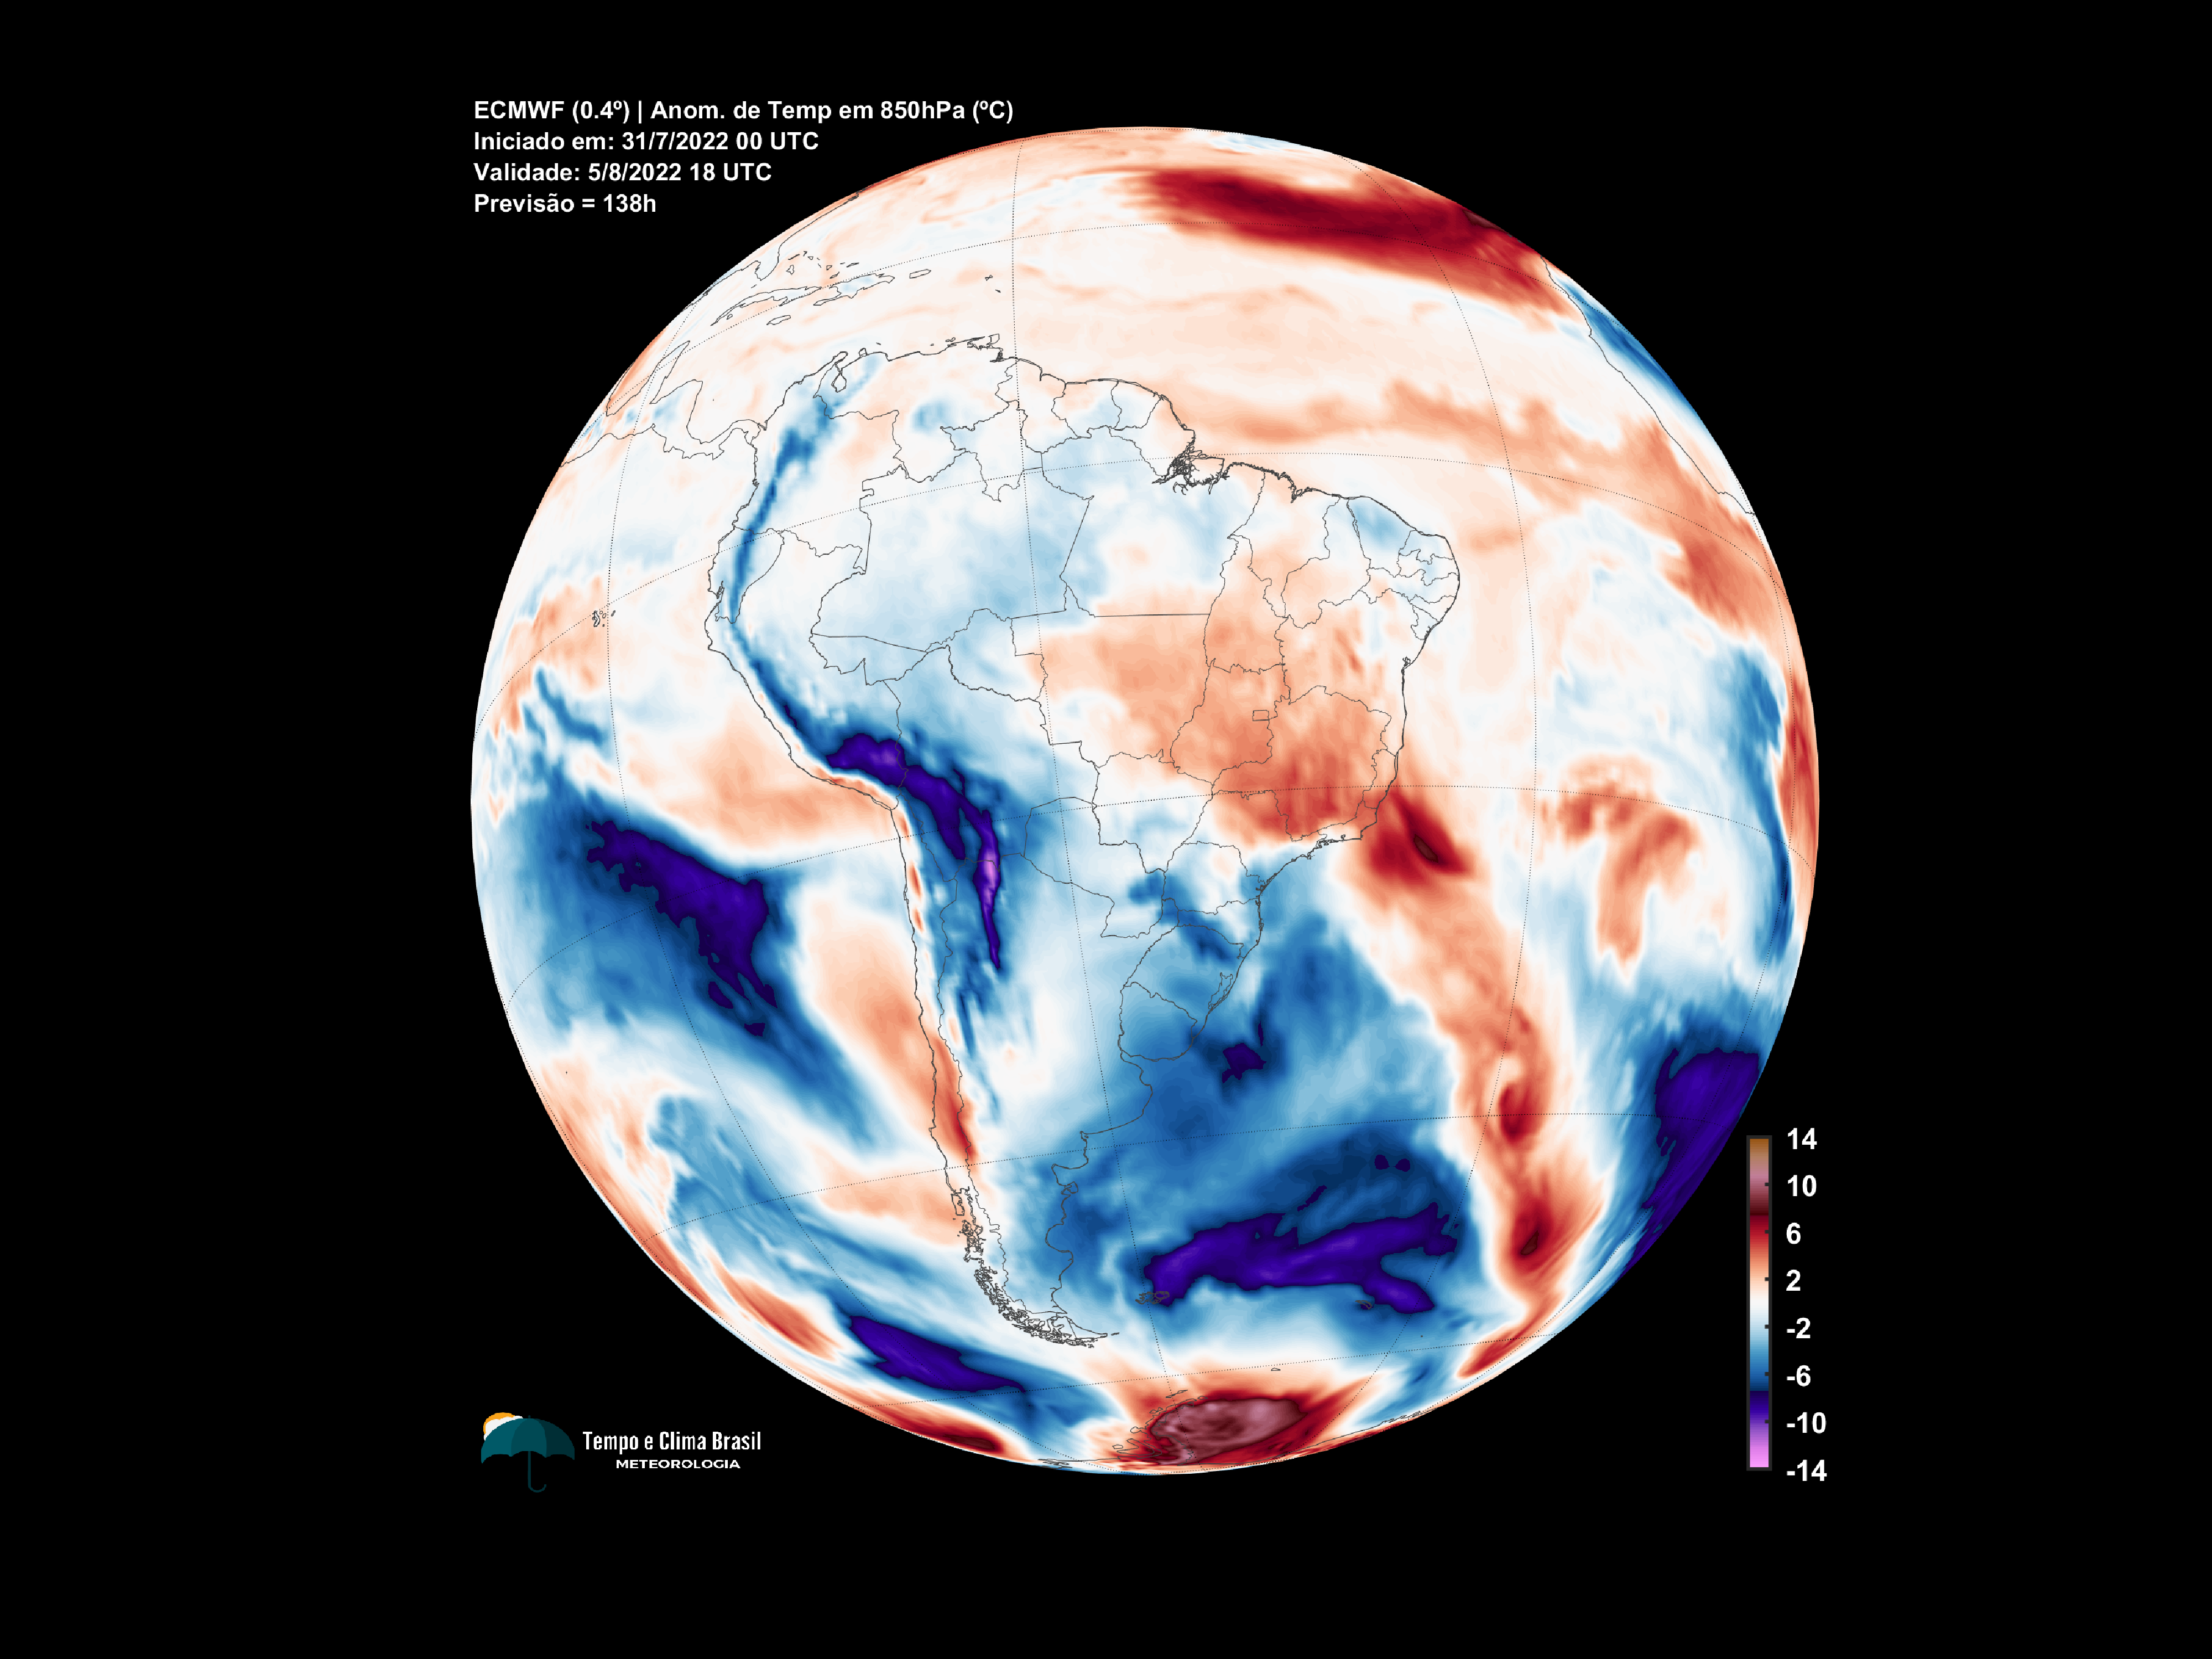 ECMWF (0.4º) | Anom. de Temp em 850hPa (ºC)
Iniciado em: 31/7/2022 00 UTC
Validade: 5/8/2022 18 UTC
Previsão = 138h
14
10
6
2
-2
-6
-10
-14
Tempo e Clima Brasil
METEOROLOGIA